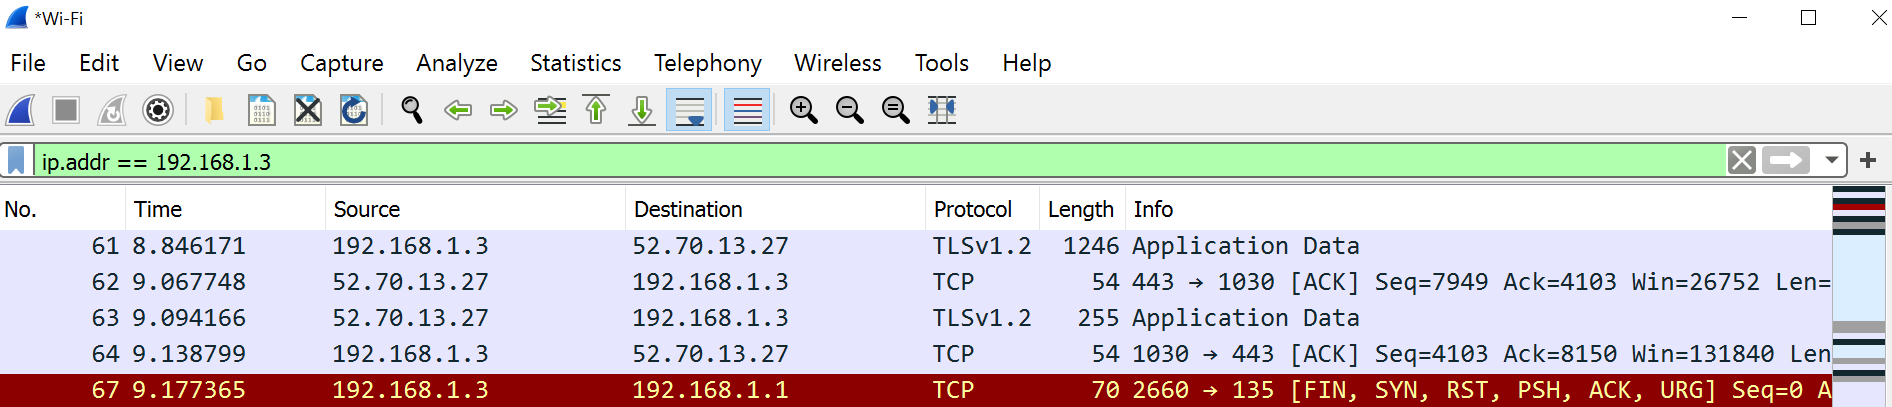 *Wi-Fi
File Edit View Go Capture Analyze Statistics Telephony Wireless Tools Help
ip.addr == 192.168.1.3
No. Time Source Destination Protocol Length Info
61 8.846171 192.168.1.3 52.70.13.27 TLSv1.2 1246 Application Data
62 9.067748 52.70.13.27 192.168.1.3 TCP 54 443 → 1030 [ACK] Seq=7949 Ack=4103 Win=26752 Len=
63 9.094166 52.70.13.27 192.168.1.3 TLSv1.2 255 Application Data
64 9.138799 192.168.1.3 52.70.13.27 TCP 54 1030 → 443 [ACK] Seq=4103 Ack=8150 Win=131840 Len
67 9.177365 192.168.1.3 192.168.1.1 TCP 70 2660 → 135 [FIN, SYN, RST, PSH, ACK, URG] Seq=0 A